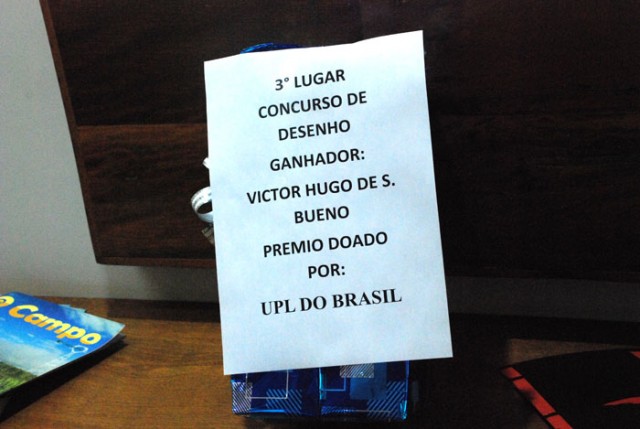 3° LUGAR
CONCURSO DE
DESENHO
GANHADOR:
VICTOR HUGO DE S.
BUENO
PREMIO DOADO
POR:
UPL DO BRASIL
o Campo